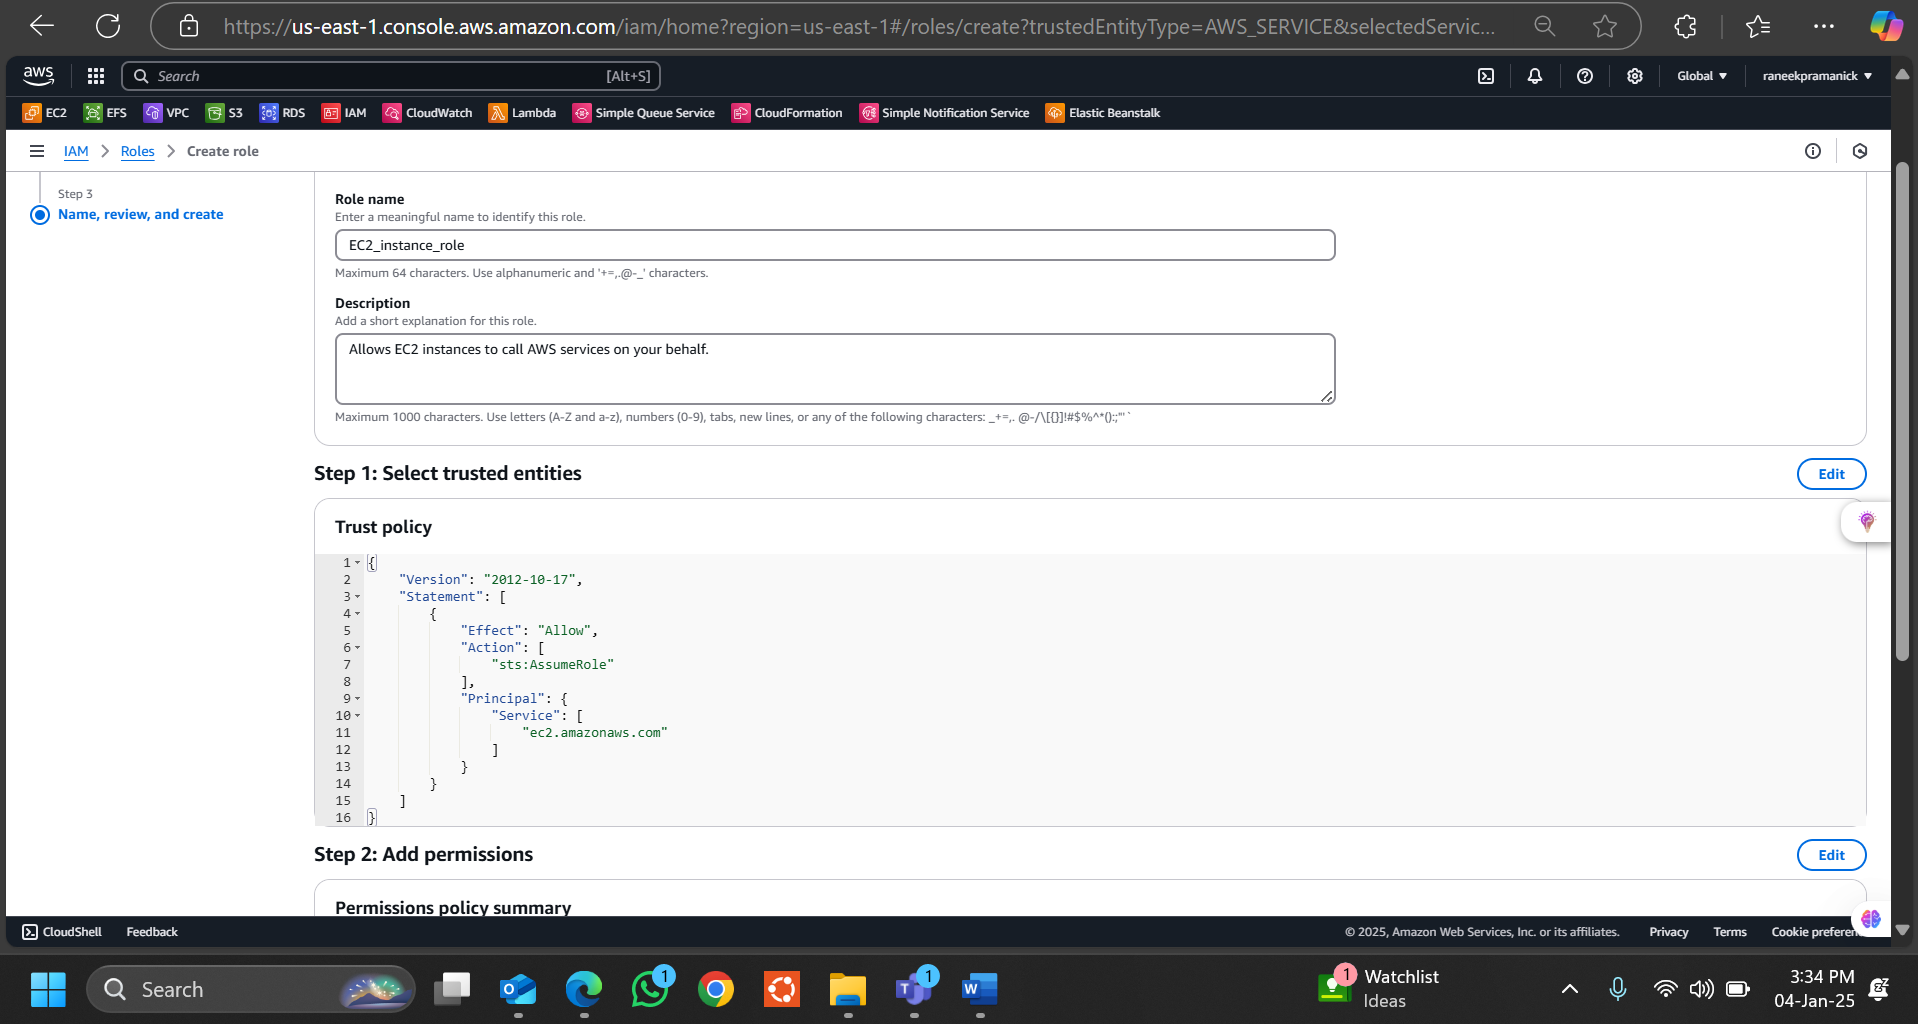 https://us-east-1.console.aws.amazon.com/iam/home?region=us-east-1#/roles/create?trustedEntityType=AWS_SERVICE&selectedServic...
aws Search [Alt+S] Global raneekpramanick
EC2 EFS VPC S3 RDS IAM CloudWatch Lambda Simple Queue Service CloudFormation Simple Notification Service Elastic Beanstalk
IAM > Roles > Create role
Step 3
Name, review, and create
Role name
Enter a meaningful name to identify this role.
EC2_instance_role
Maximum 64 characters. Use alphanumeric and '+=,.@-_' characters.
Description
Add a short explanation for this role.
Allows EC2 instances to call AWS services on your behalf.
Maximum 1000 characters. Use letters (A-Z and a-z), numbers (0-9), tabs, new lines, or any of the following characters: _+=,. @-/\[{}]!#$%^*();:"'`
Step 1: Select trusted entities Edit
Trust policy
1 {
2 "Version": "2012-10-17",
3 "Statement": [
4 {
5 "Effect": "Allow",
6 "Action": [
7 "sts:AssumeRole"
8 ],
9 "Principal": {
10 "Service": [
11 "ec2.amazonaws.com"
12 ]
13 }
14 }
15 ]
16 }
Step 2: Add permissions Edit
Permissions policy summary
CloudShell Feedback © 2025, Amazon Web Services, Inc. or its affiliates. Privacy Terms Cookie preferen
Search 1 1 1 Watchlist 3:34 PM
Ideas 04-Jan-25